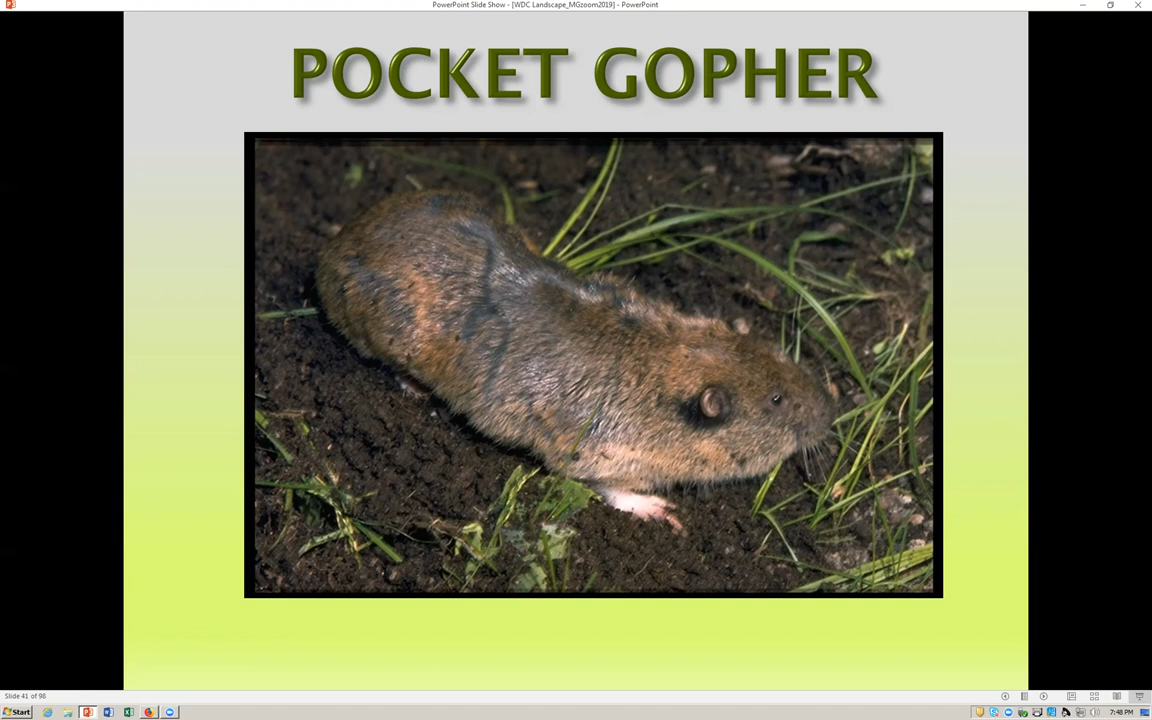 PowerPoint Slide Show - [WDC Landscape_MGzoom2019] - PowerPoint
POCKET GOPHER
Slide 41 of 98
Start
7:48 PM